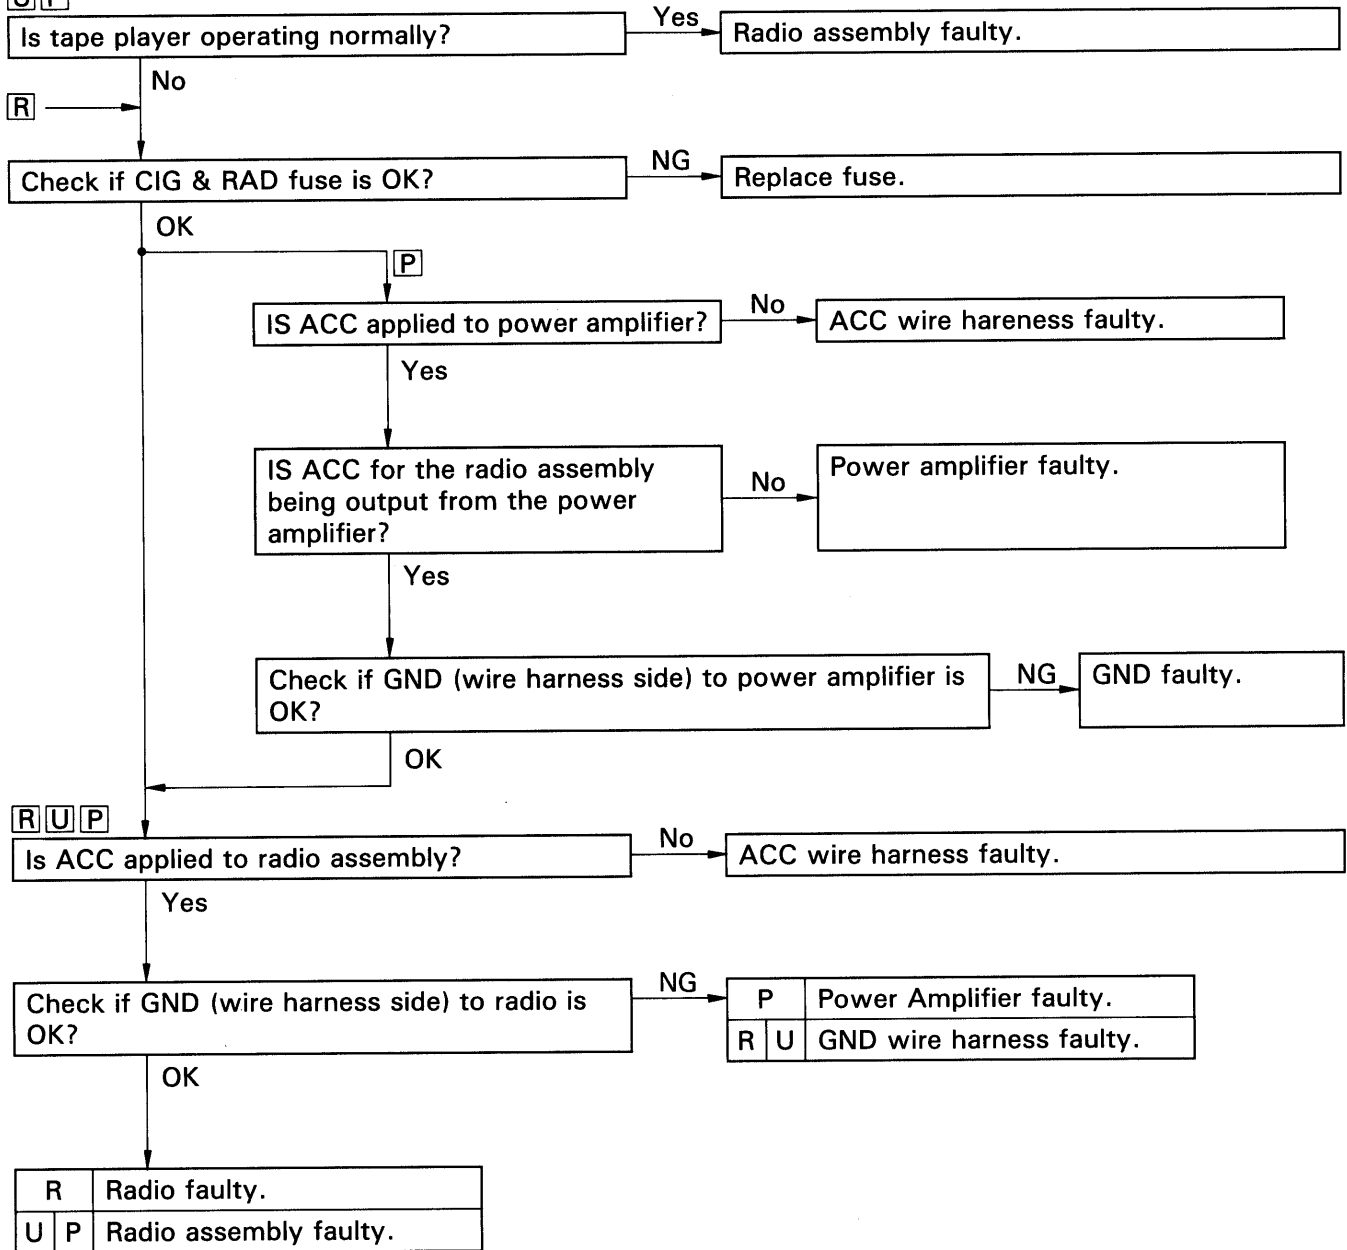 U P
Is tape player operating normally?
Yes
Radio assembly faulty.
No
R
Check if CIG & RAD fuse is OK?
NG
Replace fuse.
OK
P
IS ACC applied to power amplifier?
No
ACC wire hareness faulty.
Yes
IS ACC for the radio assembly
being output from the power
amplifier?
No
Power amplifier faulty.
Yes
Check if GND (wire harness side) to power amplifier is
OK?
NG
GND faulty.
OK
R U P
Is ACC applied to radio assembly?
No
ACC wire harness faulty.
Yes
Check if GND (wire harness side) to radio is
OK?
NG
P Power Amplifier faulty.
R U GND wire harness faulty.
OK
R Radio faulty.
U P Radio assembly faulty.